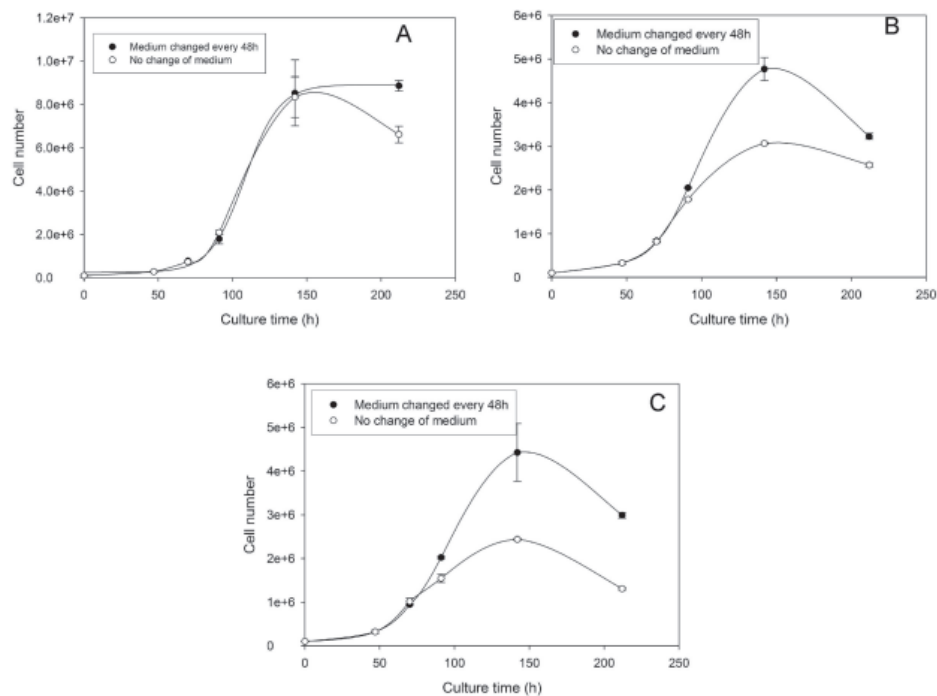 A
Medium changed every 48h
No change of medium
1.2e+7
1.0e+7
8.0e+6
6.0e+6
4.0e+6
2.0e+6
0.0
Cell number
0 50 100 150 200 250
Culture time (h)
B
Medium changed every 48h
No change of medium
6e+6
5e+6
4e+6
3e+6
2e+6
1e+6
0
Cell number
0 50 100 150 200 250
Culture time (h)
C
Medium changed every 48h
No change of medium
6e+6
5e+6
4e+6
3e+6
2e+6
1e+6
0
Cell number
0 50 100 150 200 250
Culture time (h)